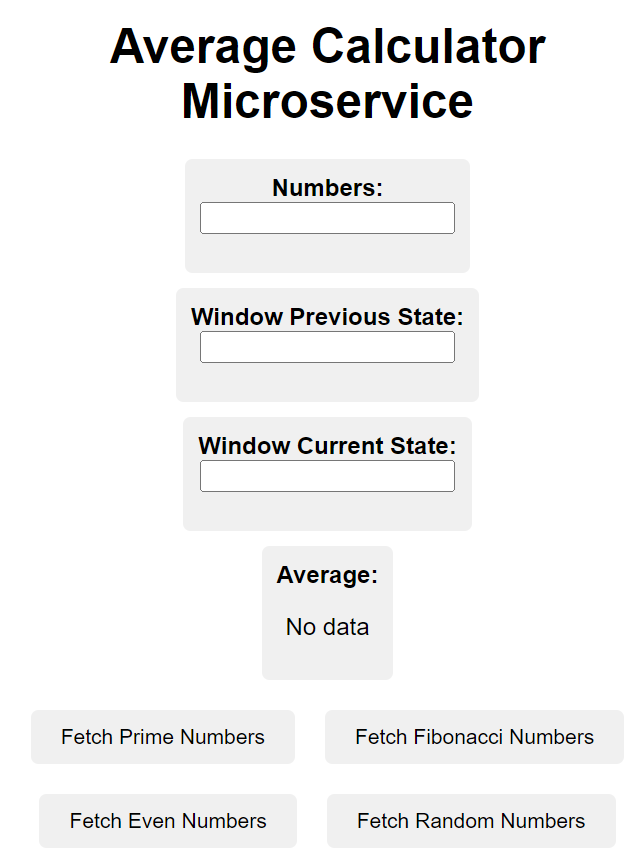 Average Calculator
Microservice
Numbers:
Window Previous State:
Window Current State:
Average:
No data
Fetch Prime Numbers
Fetch Fibonacci Numbers
Fetch Even Numbers
Fetch Random Numbers